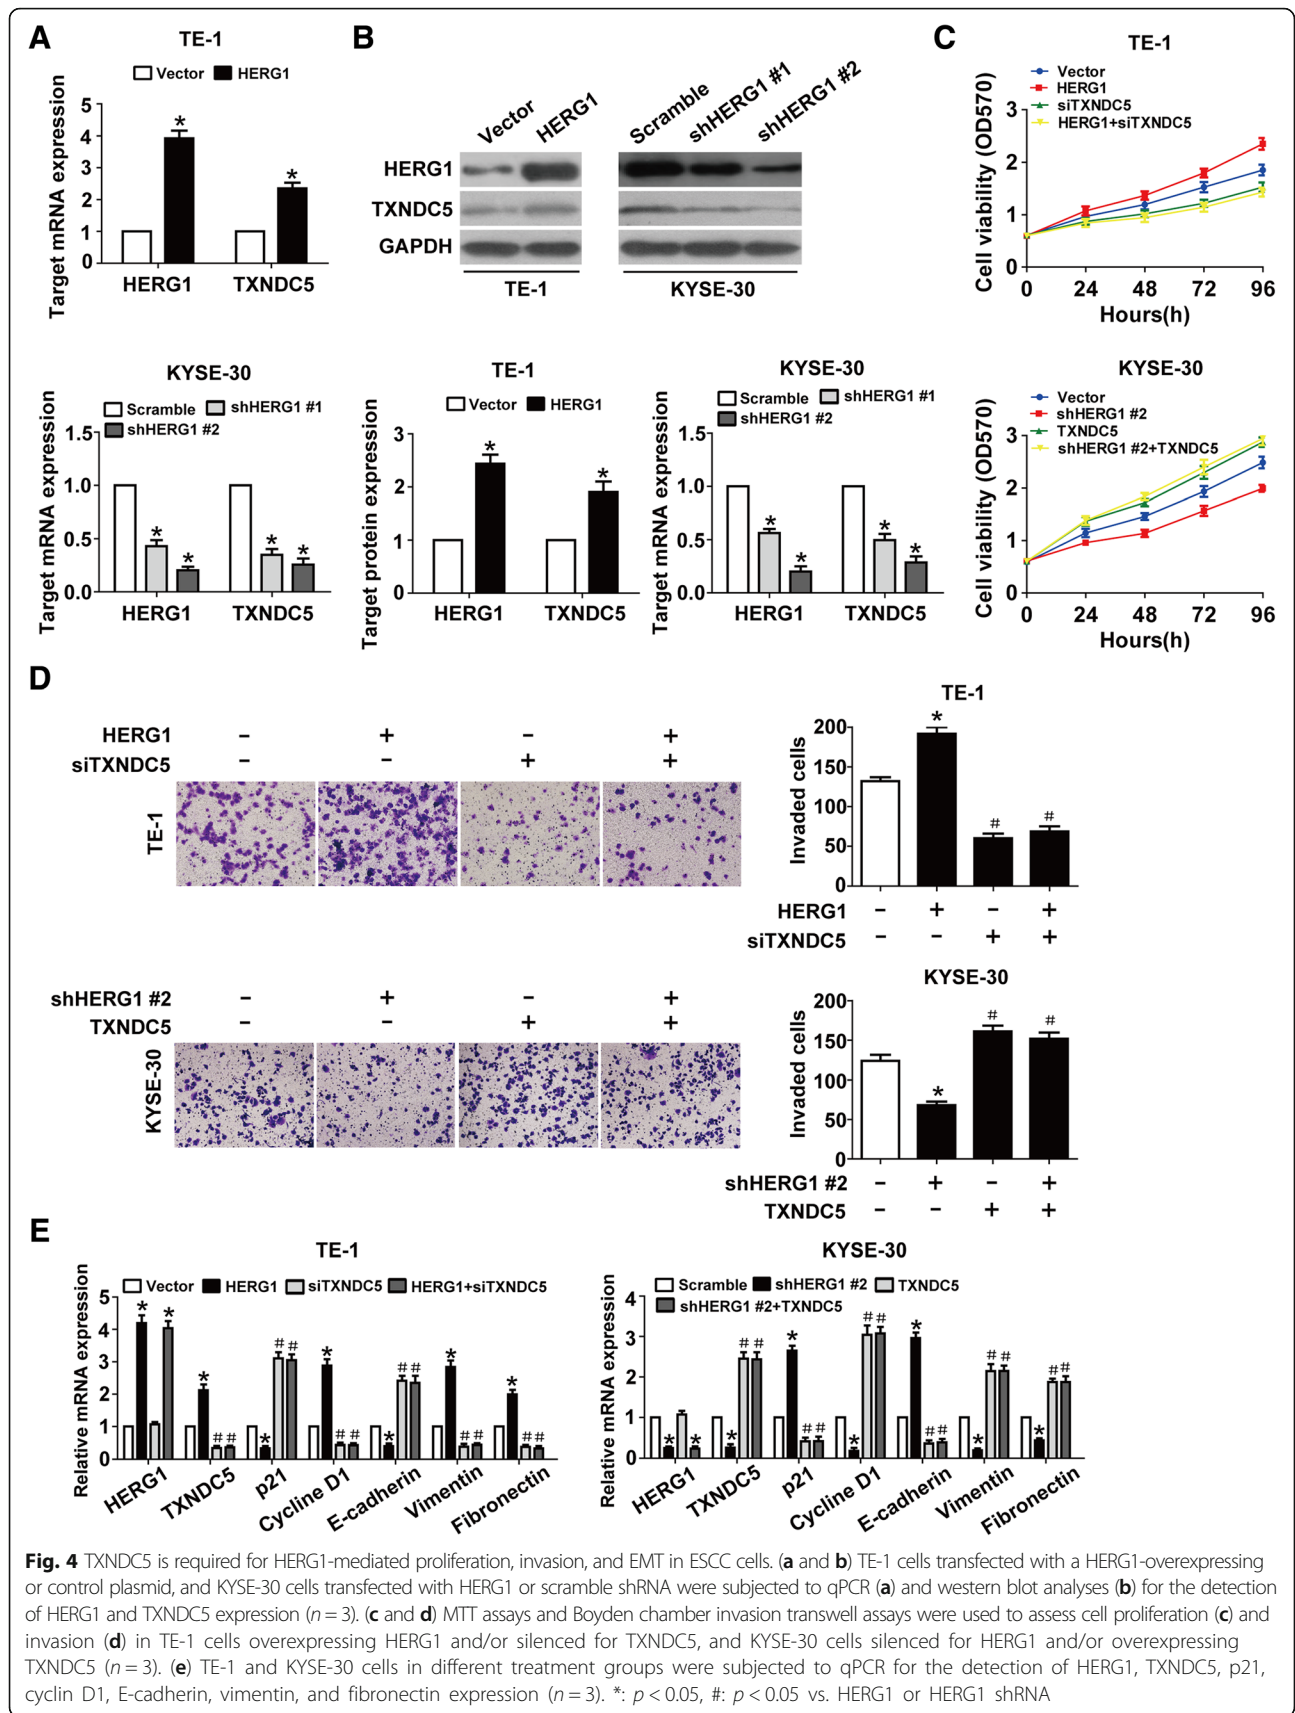 A
TE-1
Vector HERG1
Target mRNA expression
5
4
3
2
1
0
* *
HERG1 TXNDC5
KYSE-30
Scramble shHERG1 #1
shHERG1 #2
Target mRNA expression
1.5
1.0
0.5
0.0
* * * *
HERG1 TXNDC5
B
Vector HERG1 Scramble shHERG1 #1 shHERG1 #2
HERG1
TXNDC5
GAPDH
TE-1 KYSE-30
TE-1
Vector HERG1
Target protein expression
3
2
1
0
* *
HERG1 TXNDC5
KYSE-30
Scramble shHERG1 #1
shHERG1 #2
Target mRNA expression
1.5
1.0
0.5
0.0
* * * *
HERG1 TXNDC5
C
TE-1
Vector
HERG1
siTXNDC5
HERG1+siTXNDC5
Cell viability (OD570)
3
2
1
0
0 24 48 72 96
Hours(h)
KYSE-30
Vector
shHERG1 #2
TXNDC5
shHERG1 #2+TXNDC5
Cell viability (OD570)
3
2
1
0
0 24 48 72 96
Hours(h)
D
HERG1 – + – +
siTXNDC5 – – + +
TE-1
TE-1
Invaded cells
200
150
100
50
0
* # #
HERG1 – + – +
siTXNDC5 – – + +
shHERG1 #2 – + – +
TXNDC5 – – + +
KYSE-30
KYSE-30
Invaded cells
200
150
100
50
0
* # #
shHERG1 #2 – + – +
TXNDC5 – – + +
E
TE-1
Vector HERG1 siTXNDC5 HERG1+siTXNDC5
Relative mRNA expression
5
4
3
2
1
0
* * * # # * # # * # # * # # * # # * # #
HERG1 TXNDC5 p21 Cycline D1 E-cadherin Vimentin Fibronectin
KYSE-30
Scramble shHERG1 #2 TXNDC5
shHERG1 #2+TXNDC5
Relative mRNA expression
4
3
2
1
0
* * * # # * # # * # # * # # * # # * # #
HERG1 TXNDC5 p21 Cycline D1 E-cadherin Vimentin Fibronectin
Fig. 4 TXNDC5 is required for HERG1-mediated proliferation, invasion, and EMT in ESCC cells. (a and b) TE-1 cells transfected with a HERG1-overexpressing
or control plasmid, and KYSE-30 cells transfected with HERG1 or scramble shRNA were subjected to qPCR (a) and western blot analyses (b) for the detection
of HERG1 and TXNDC5 expression (n = 3). (c and d) MTT assays and Boyden chamber invasion transwell assays were used to assess cell proliferation (c) and
invasion (d) in TE-1 cells overexpressing HERG1 and/or silenced for TXNDC5, and KYSE-30 cells silenced for HERG1 and/or overexpressing
TXNDC5 (n = 3). (e) TE-1 and KYSE-30 cells in different treatment groups were subjected to qPCR for the detection of HERG1, TXNDC5, p21,
cyclin D1, E-cadherin, vimentin, and fibronectin expression (n = 3). *: p < 0.05, #: p < 0.05 vs. HERG1 or HERG1 shRNA